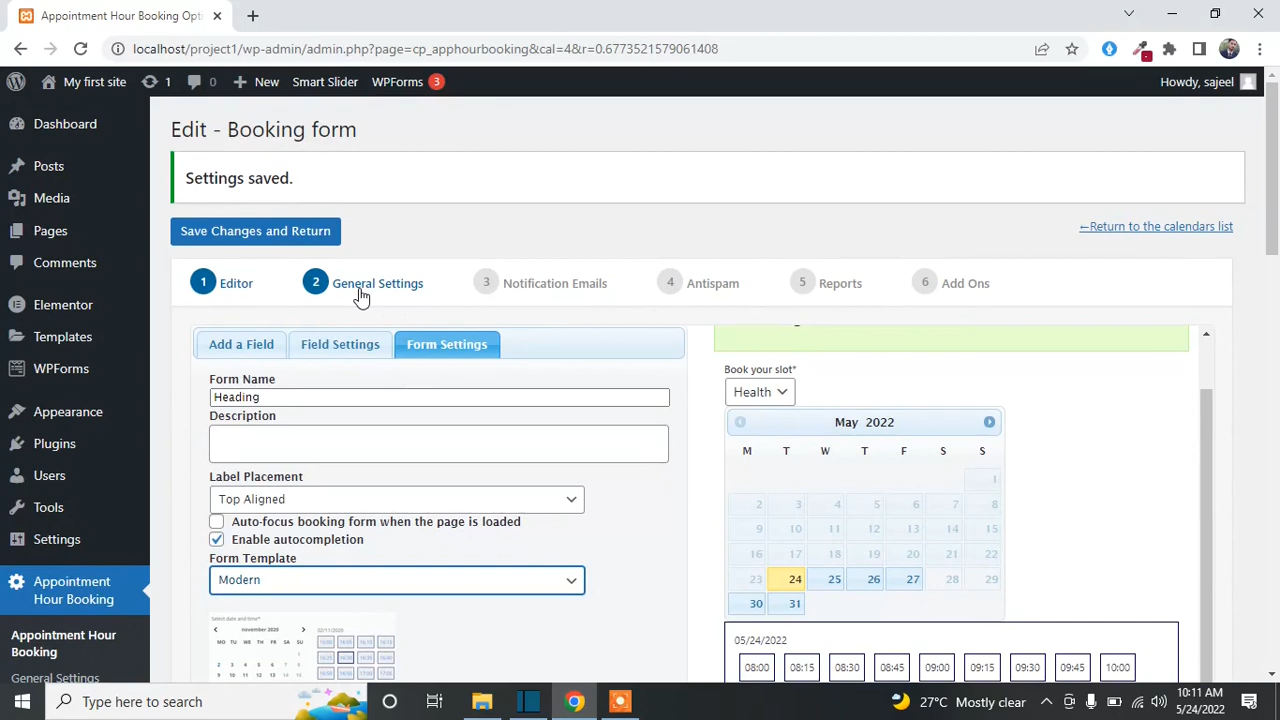 Appointment Hour Booking Opti
localhost/project1/wp-admin/admin.php?page=cp_apphourbooking&cal=4&r=0.6773521579061408
My first site
1
0
New
Smart Slider
WPForms
3
Howdy, sajeel
Dashboard
Posts
Media
Pages
Comments
Elementor
Templates
WPForms
Appearance
Plugins
Users
Tools
Settings
Appointment
Hour Booking
Appointment Hour
Booking
General Settings
Edit - Booking form
Settings saved.
Save Changes and Return
←Return to the calendars list
1 Editor
2 General Settings
3 Notification Emails
4 Antispam
5 Reports
6 Add Ons
Add a Field
Field Settings
Form Settings
Form Name
Heading
Description
Label Placement
Top Aligned
Auto-focus booking form when the page is loaded
Enable autocompletion
Form Template
Modern
Select date and time*
november 2020
MO TU WE TH FR SA SU
Book your slot*
Health
May 2022
M T W T F S S
1
2 3 4 5 6 7 8
9 10 11 12 13 14 15
16 17 18 19 20 21 22
23 24 25 26 27 28 29
30 31
05/24/2022
08:00 08:15 08:30 08:45 09:00 09:15 09:30 09:45 10:00
Type here to search
27°C Mostly clear
10:11 AM
5/24/2022